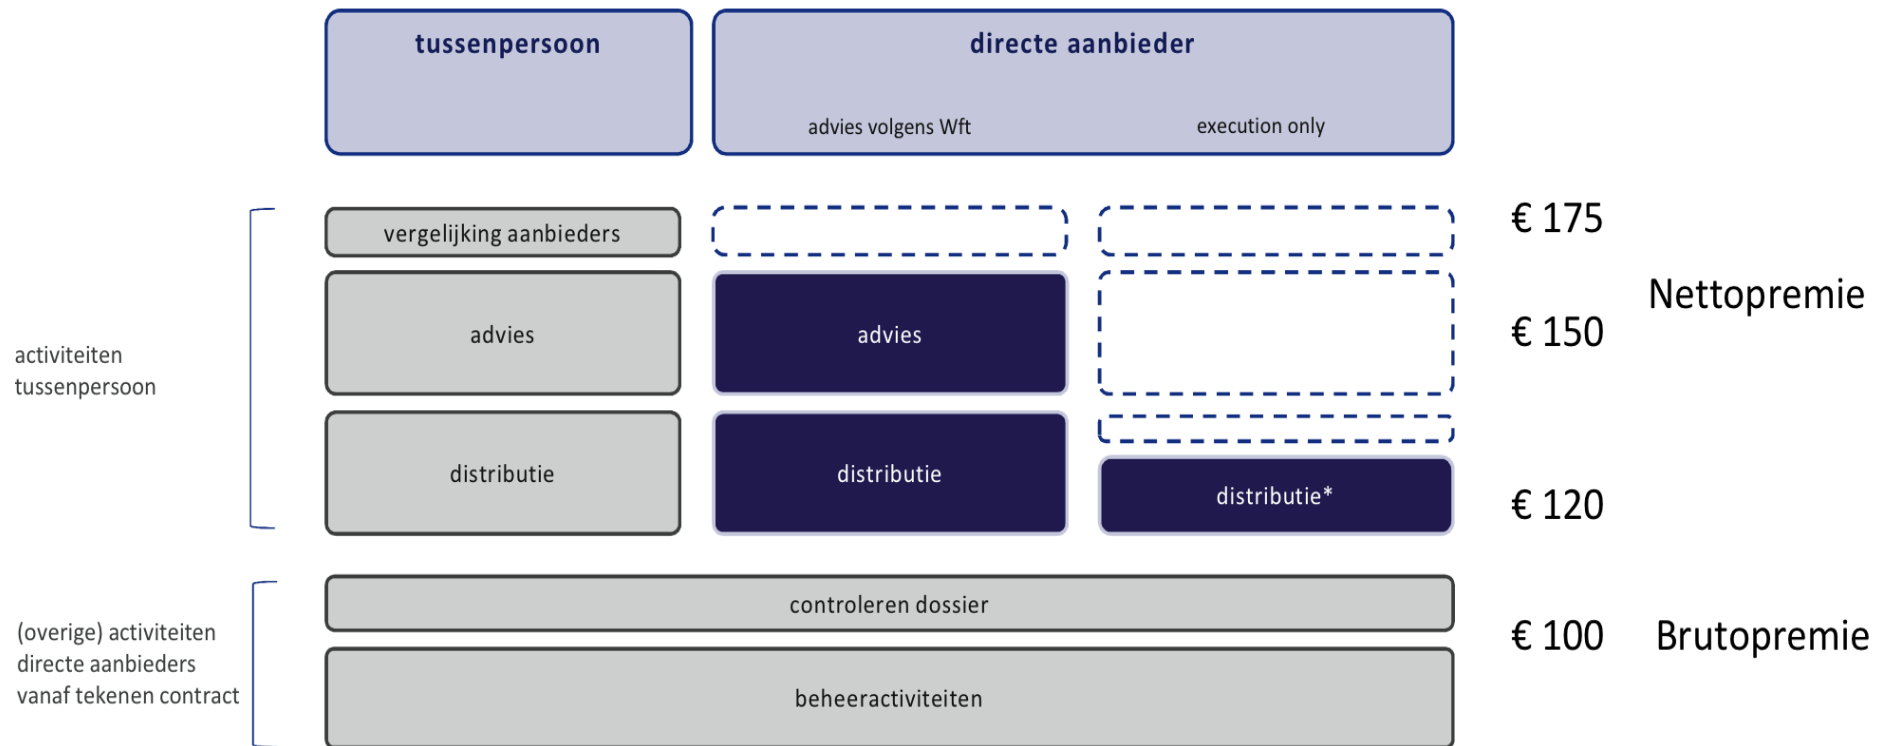 tussenpersoon
directe aanbieder
advies volgens Wft
execution only
vergelijking aanbieders
€ 175
Nettopremie
activiteiten
tussenpersoon
advies
advies
€ 150
distributie
distributie
distributie*
€ 120
(overige) activiteiten
directe aanbieders
vanaf tekenen contract
controleren dossier
€ 100
Brutopremie
beheeractiviteiten